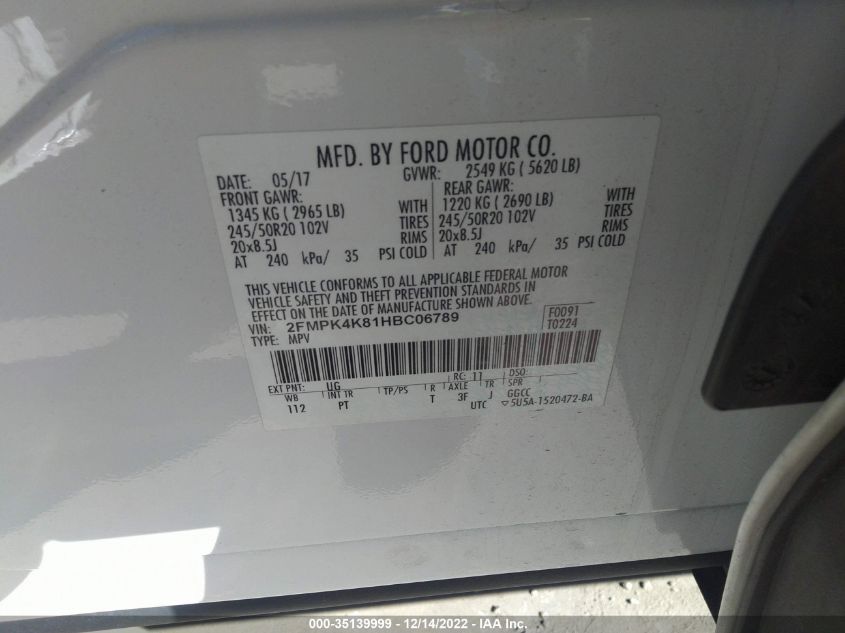 MFD. BY FORD MOTOR CO.
DATE: 05/17 GVWR: 2549 KG ( 5620 LB)
FRONT GAWR: REAR GAWR:
1345 KG ( 2965 LB) WITH 1220 KG ( 2690 LB) WITH
245/50R20 102V TIRES 245/50R20 102V TIRES
20x8.5J RIMS 20x8.5J RIMS
AT 240 kPa/ 35 PSI COLD AT 240 kPa/ 35 PSI COLD
THIS VEHICLE CONFORMS TO ALL APPLICABLE FEDERAL MOTOR
VEHICLE SAFETY AND THEFT PREVENTION STANDARDS IN
EFFECT ON THE DATE OF MANUFACTURE SHOWN ABOVE.
VIN: 2FMPK4K81HBC06789 F0091
TYPE: MPV T0224
EXT PNT: UG RC: 11 DSO:
WB INT TR TP/PS R AXLE TR SPR
112 PT T 3F J GGCC
UTC 5U5A-1520472-BA
000-35139999 - 12/14/2022 - IAA Inc.